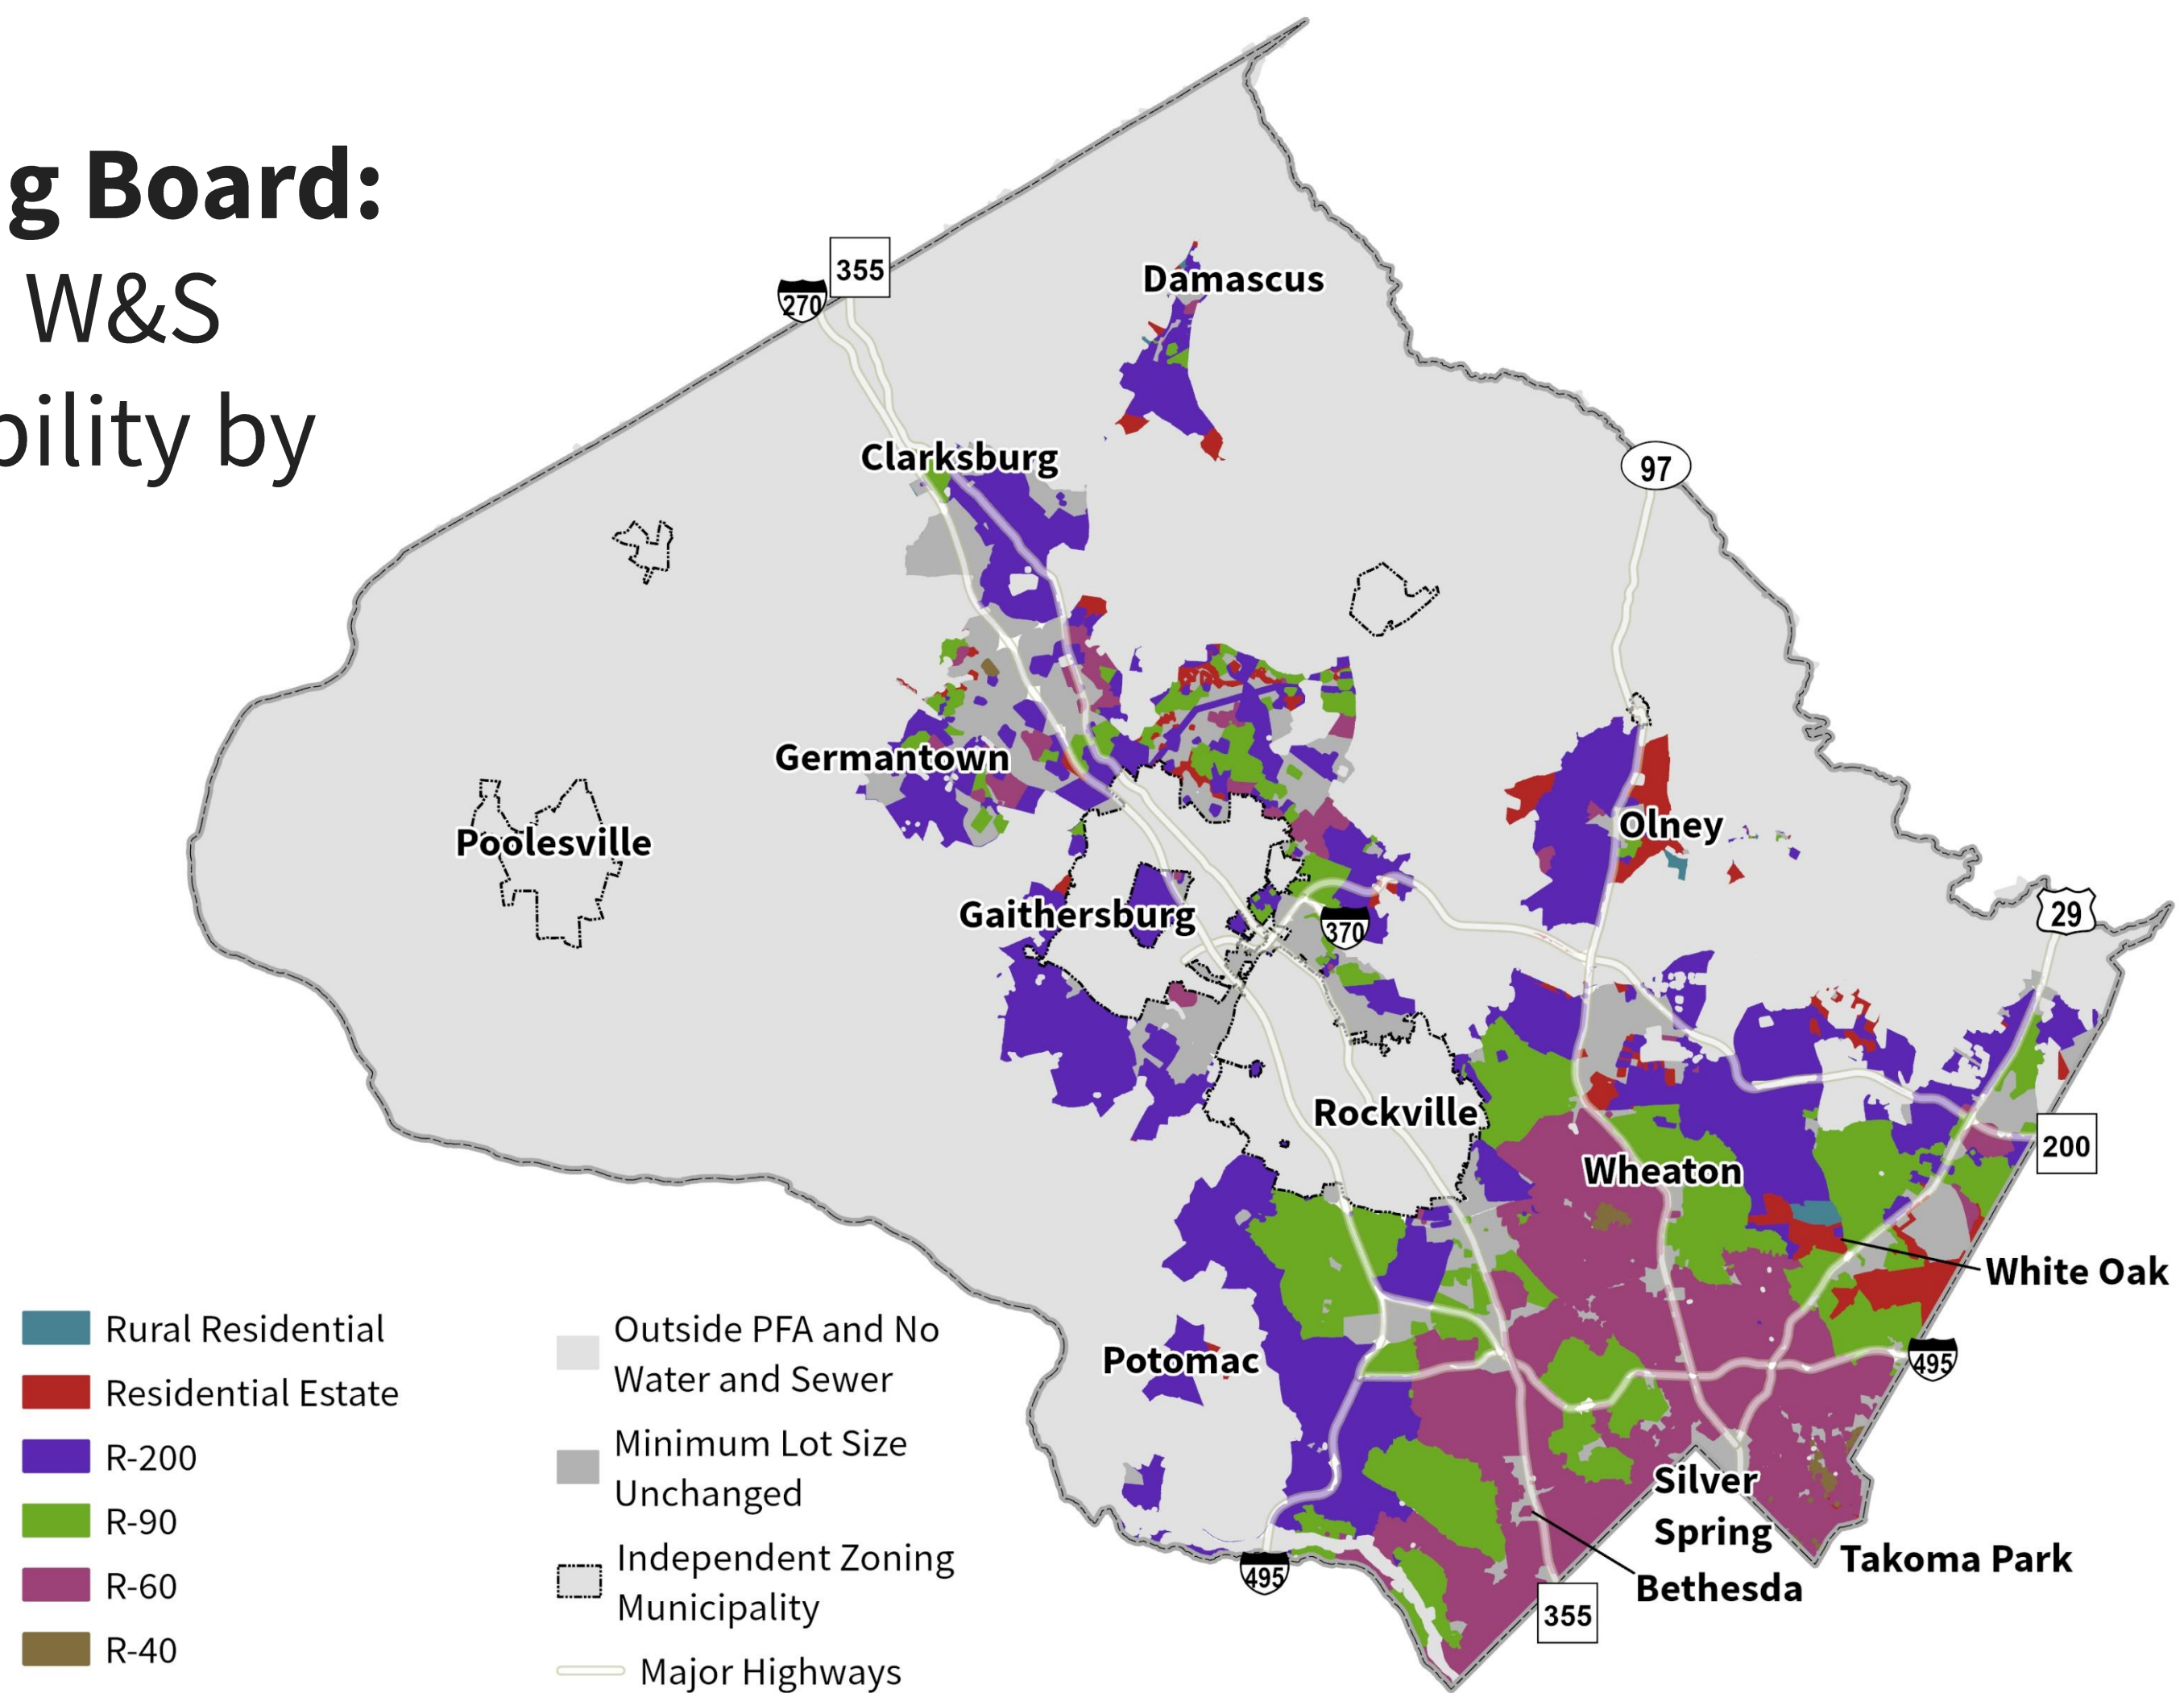 g Board:
W&S
bility by
355
270
Damascus
Clarksburg
97
Germantown
Olney
Poolesville
Gaithersburg
370
29
Rockville
200
Wheaton
White Oak
Potomac
495
Silver
Spring
Takoma Park
Bethesda
495
355
Rural Residential
Residential Estate
R-200
R-90
R-60
R-40
Outside PFA and No
Water and Sewer
Minimum Lot Size
Unchanged
Independent Zoning
Municipality
Major Highways